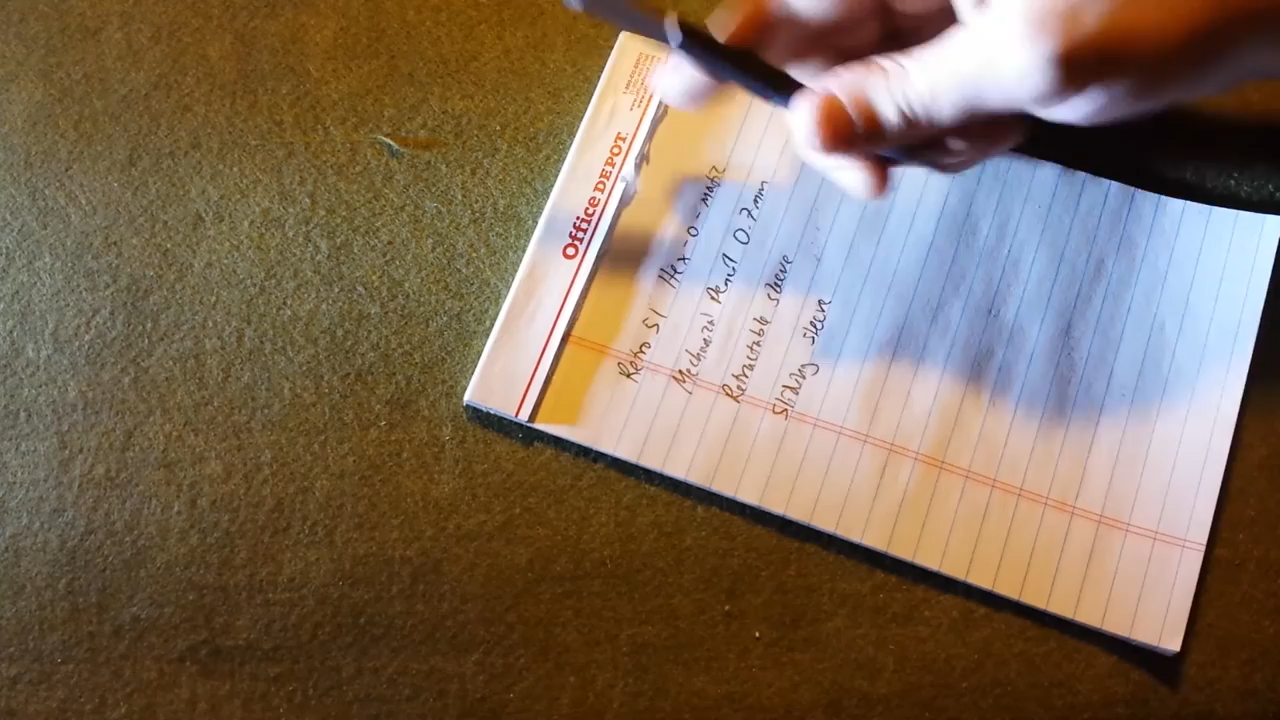 Office DEPOT.
Retro 51 Hex-O-matic
Mechanical Pencil 0.7mm
Retractable sleeve
Sliding sleeve